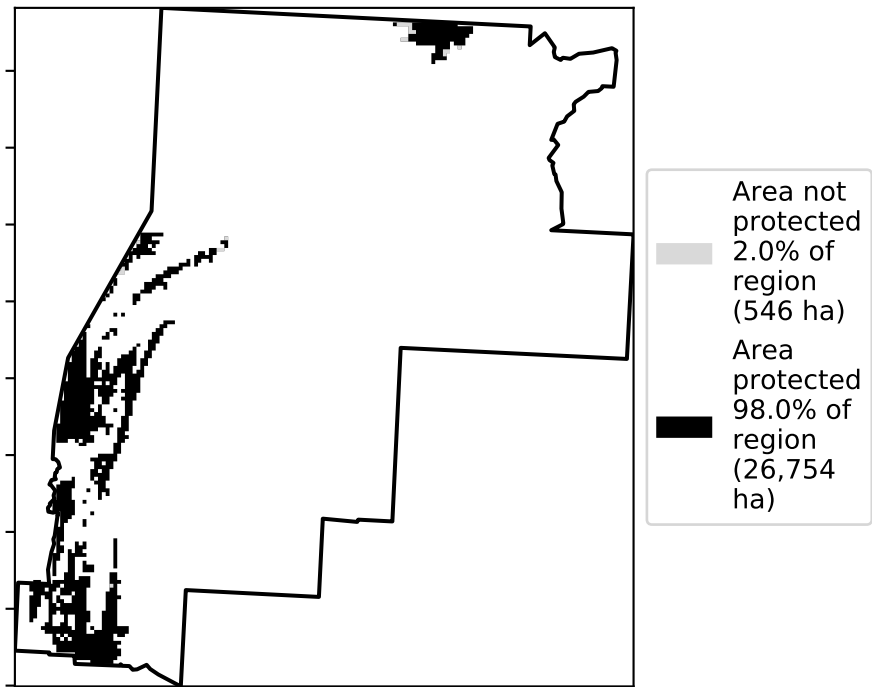 Area not
protected
2.0% of
region
(546 ha)
Area
protected
98.0% of
region
(26,754
ha)